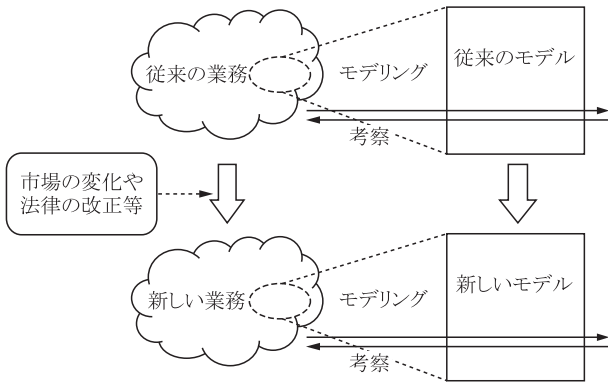 従来の業務
モデリング
従来のモデル
考察
市場の変化や
法律の改正等
新しい業務
モデリング
新しいモデル
考察